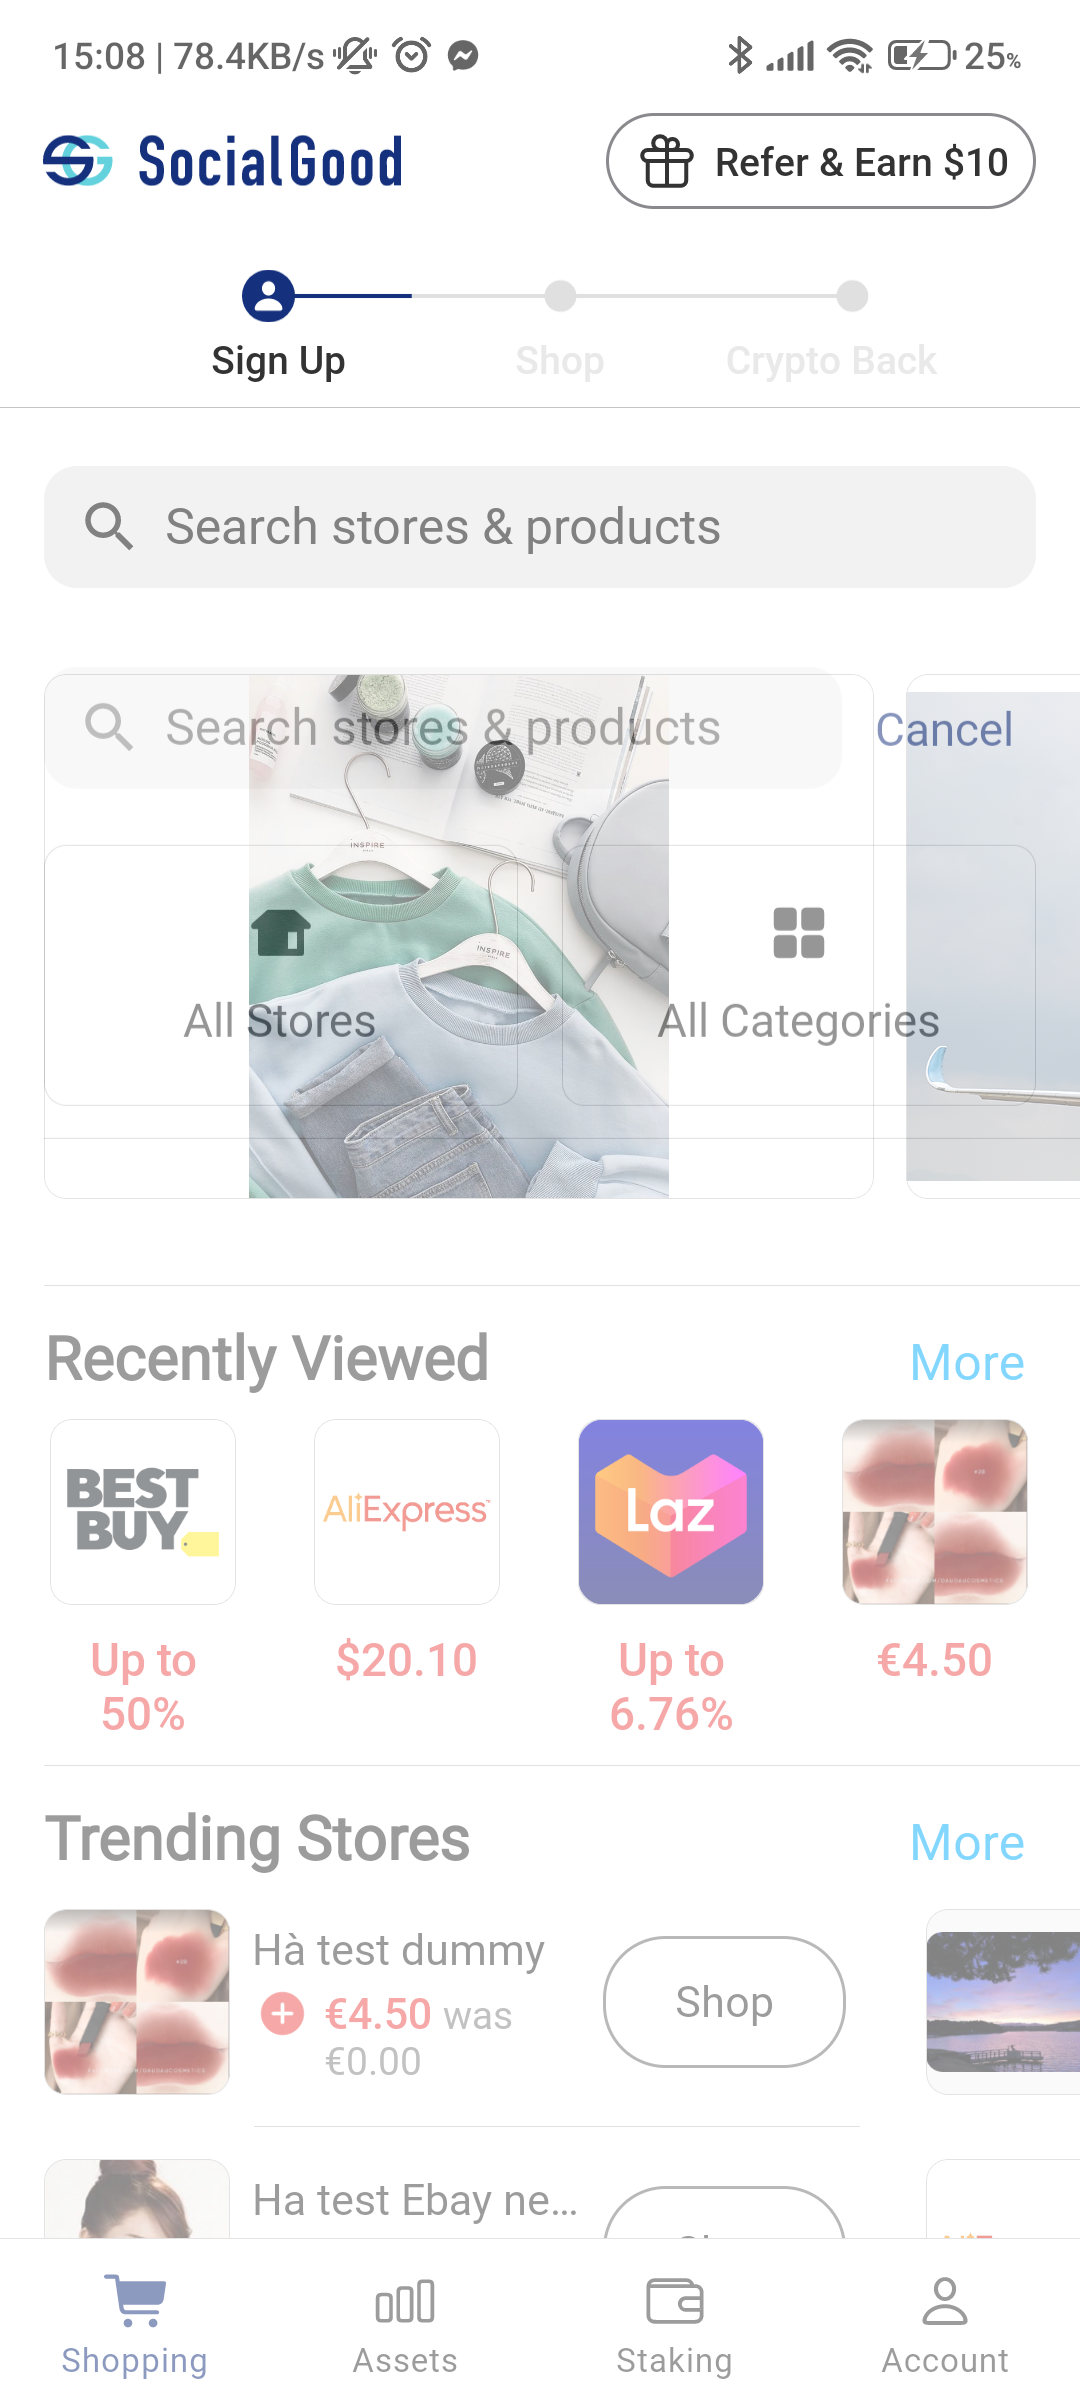 15:08 | 78.4KB/s
25%
SocialGood
Refer & Earn $10
Sign Up
Shop
Crypto Back
Search stores & products
Search stores & products
Cancel
INSPIRE
INSPIRE
All Stores
All Categories
Recently Viewed
More
BEST
BUY
AliExpress
Laz
Up to
50%
$20.10
Up to
6.76%
€4.50
Trending Stores
More
Hà test dummy
€4.50 was
€0.00
Shop
Ha test Ebay ne...
Shopping
Assets
Staking
Account